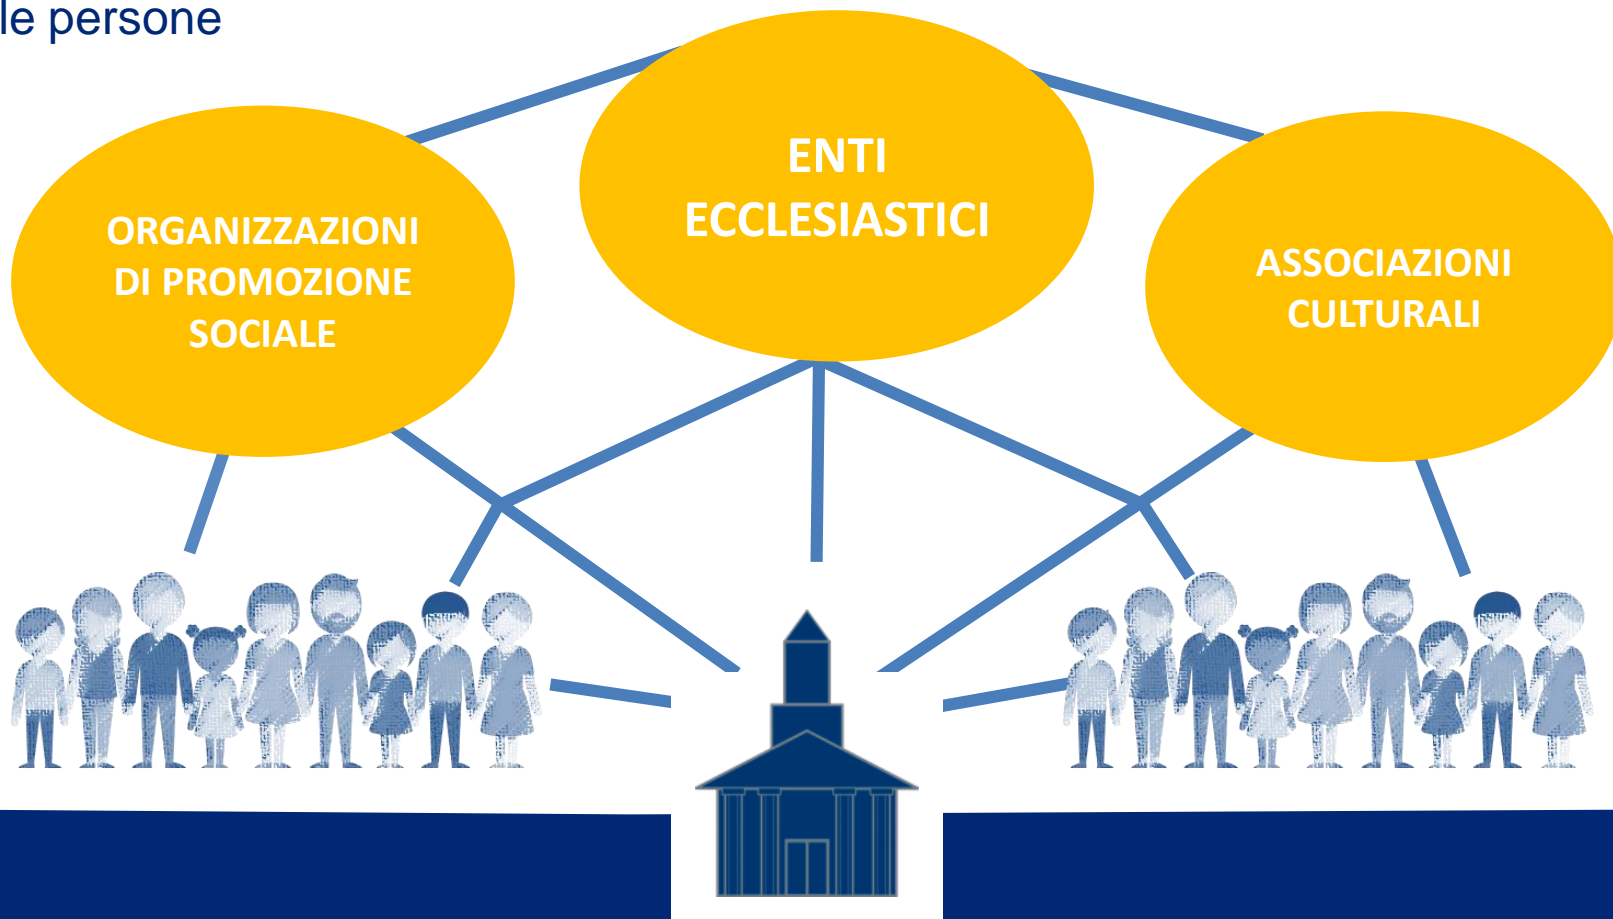 le persone
ENTI
ECCLESIASTICI
ORGANIZZAZIONI
DI PROMOZIONE
SOCIALE
ASSOCIAZIONI
CULTURALI